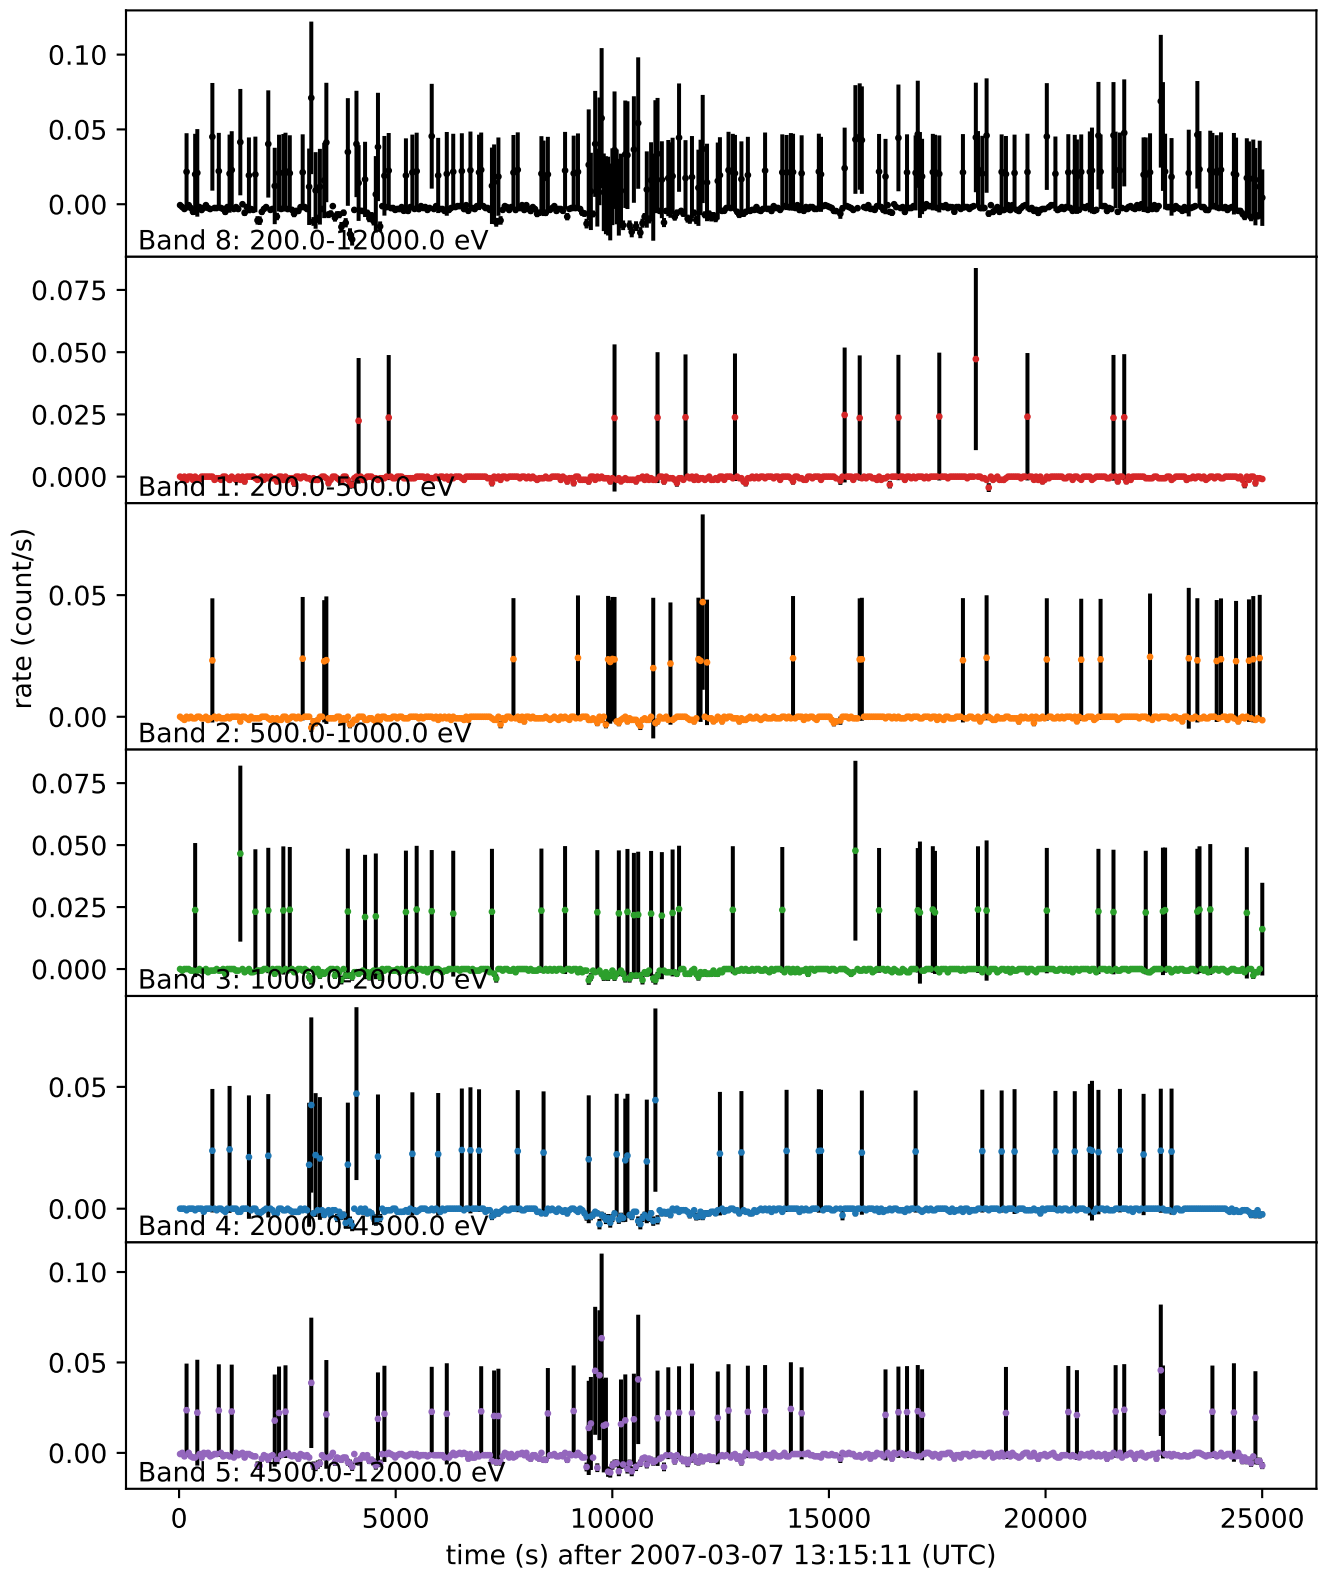 0.10
0.05
0.00
Band 8: 200.0-12000.0 eV
0.075
0.050
0.025
0.000
Band 1: 200.0-500.0 eV
rate (count/s)
0.05
0.00
Band 2: 500.0-1000.0 eV
0.075
0.050
0.025
0.000
Band 3: 1000.0-2000.0 eV
0.05
0.00
Band 4: 2000.0-4500.0 eV
0.10
0.05
0.00
Band 5: 4500.0-12000.0 eV
0 5000 10000 15000 20000 25000
time (s) after 2007-03-07 13:15:11 (UTC)